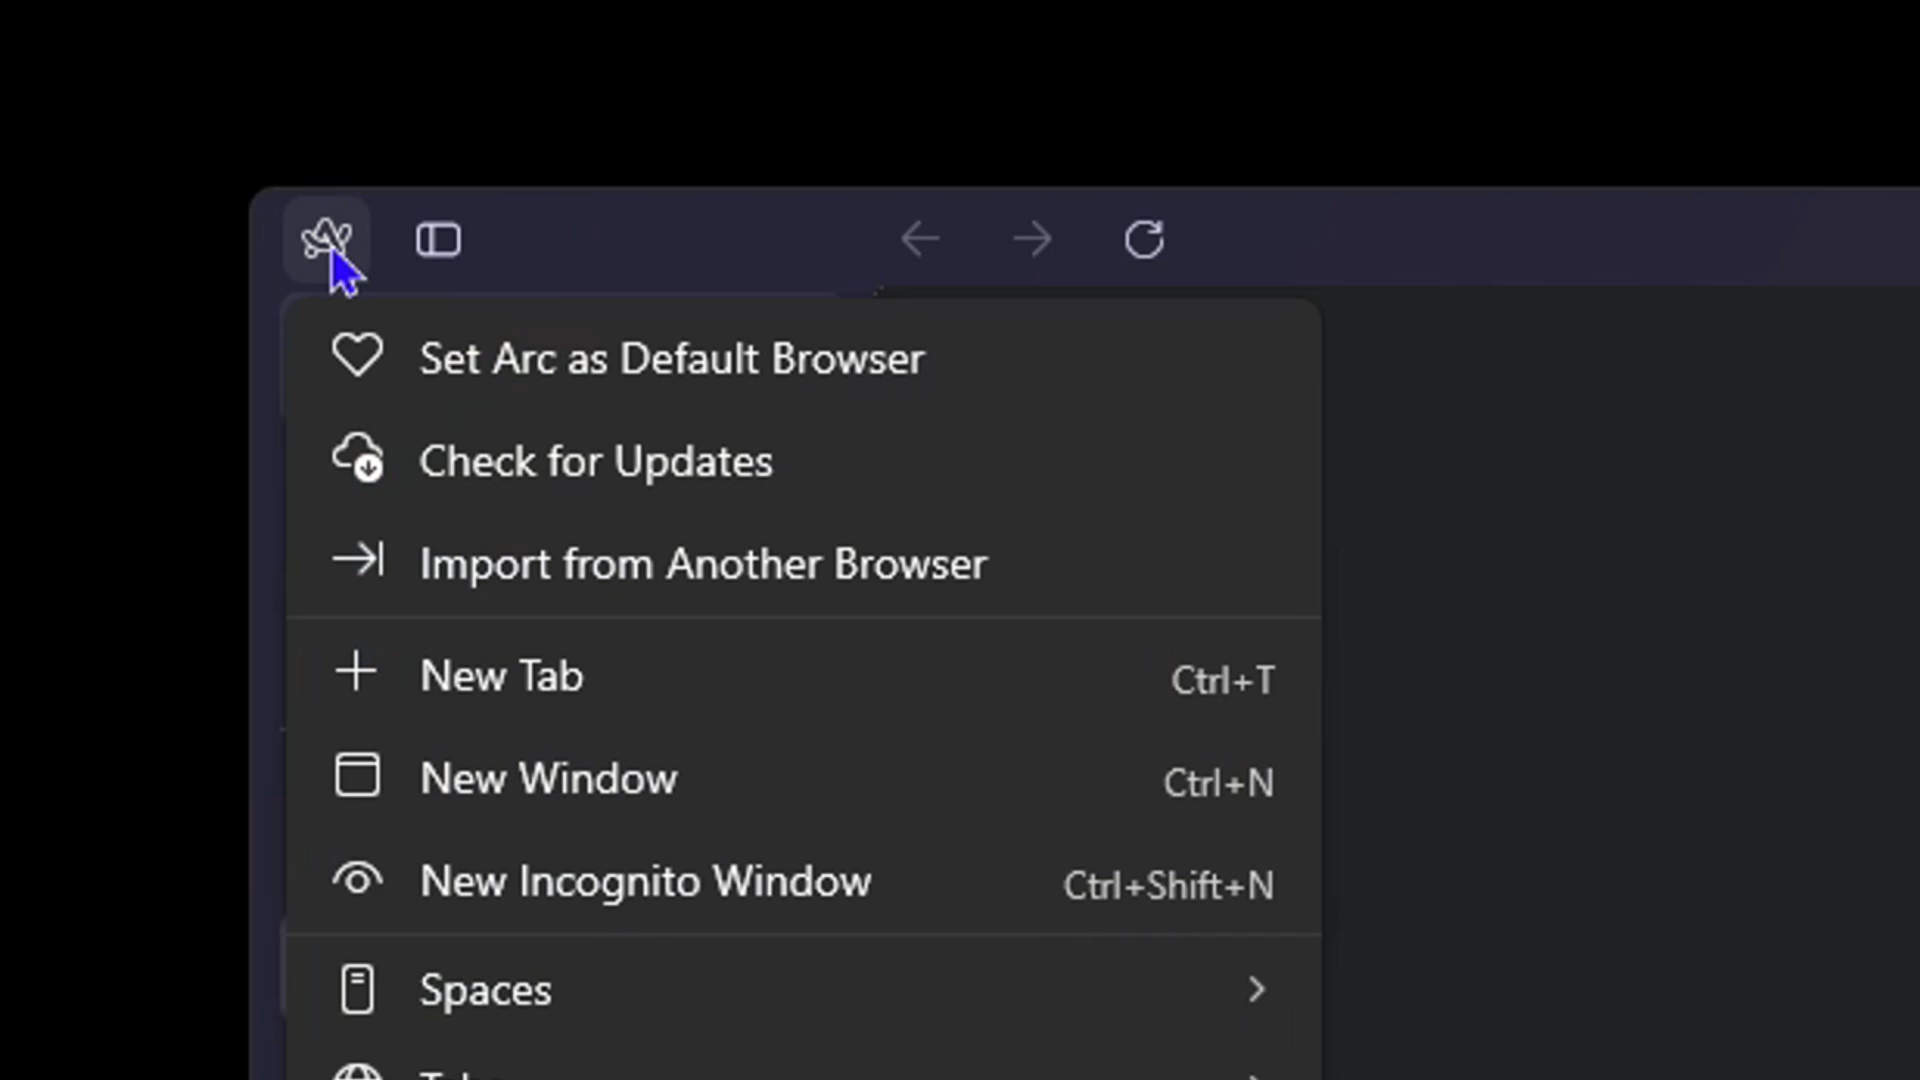 Set Arc as Default Browser
Check for Updates
Import from Another Browser
New Tab Ctrl+T
New Window Ctrl+N
New Incognito Window Ctrl+Shift+N
Spaces